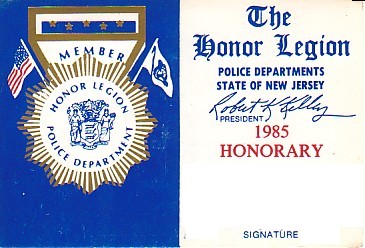 MEMBER
HONOR LEGION
POLICE DEPARTMENT
The
Honor Legion
POLICE DEPARTMENTS
STATE OF NEW JERSEY
Robert K Kelley
PRESIDENT
1985
HONORARY
SIGNATURE